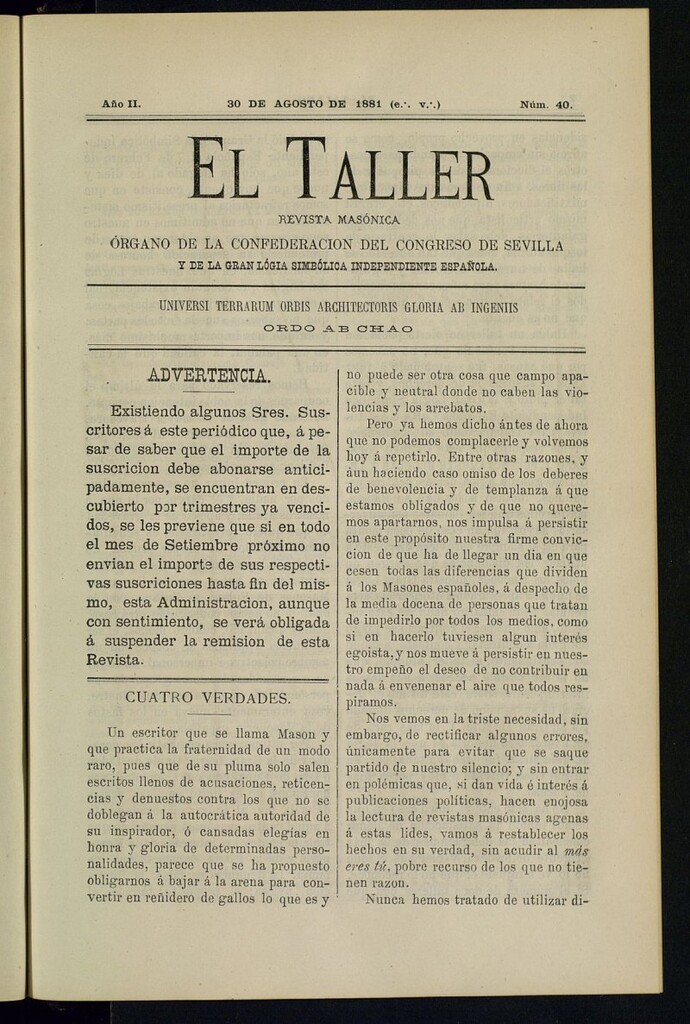 Año II.
30 DE AGOSTO DE 1881 (e.·. v.·.)
Núm. 40.
EL TALLER
REVISTA MASÓNICA
ÓRGANO DE LA CONFEDERACION DEL CONGRESO DE SEVILLA
Y DE LA GRAN LÓGIA SIMBÓLICA INDEPENDIENTE ESPAÑOLA.
UNIVERSI TERRARUM ORBIS ARCHITECTORIS GLORIA AB INGENIIS
ORDO AB CHAO
ADVERTENCIA.
Existiendo algunos Sres. Sus-
critores á este periódico que, á pe-
sar de saber que el importe de la
suscricion debe abonarse antici-
padamente, se encuentran en des-
cubierto por trimestres ya venci-
dos, se les previene que si en todo
el mes de Setiembre próximo no
envian el importe de sus respecti-
vas suscriciones hasta fin del mis-
mo, esta Administracion, aunque
con sentimiento, se verá obligada
á suspender la remision de esta
Revista.
CUATRO VERDADES.
Un escritor que se llama Mason y
que practica la fraternidad de un modo
raro, pues que de su pluma solo salen
escritos llenos de acusaciones, reticen-
cias y denuestos contra los que no se
doblegan á la autocrática autoridad de
su inspirador, ó cansadas elegías en
honra y gloria de determinadas perso-
nalidades, parece que se ha propuesto
obligarnos á bajar á la arena para con-
vertir en reñidero de gallos lo que es y
no puede ser otra cosa que campo apa-
cible y neutral donde no caben las vio-
lencias y los arrebatos.
Pero ya hemos dicho ántes de ahora
que no podemos complacerle y volvemos
hoy á repetirlo. Entre otras razones, y
áun haciendo caso omiso de los deberes
de benevolencia y de templanza á que
estamos obligados y de que no quere-
mos apartarnos, nos impulsa á persistir
en este propósito nuestra firme convic-
cion de que ha de llegar un dia en que
cesen todas las diferencias que dividen
á los Masones españoles, á despecho de
la media docena de personas que tratan
de impedirlo por todos los medios, como
si en hacerlo tuviesen algun interés
egoista, y nos mueve á persistir en nues-
tro empeño el deseo de no contribuir en
nada á envenenar el aire que todos res-
piramos.
Nos vemos en la triste necesidad, sin
embargo, de rectificar algunos errores,
únicamente para evitar que se saque
partido de nuestro silencio; y sin entrar
en polémicas que, si dan vida é interés á
publicaciones políticas, hacen enojosa
la lectura de revistas masónicas agenas
á estas lides, vamos á restablecer los
hechos en su verdad, sin acudir al más
eres tú, pobre recurso de los que no tie-
nen razon.
Nunca hemos tratado de utilizar di-